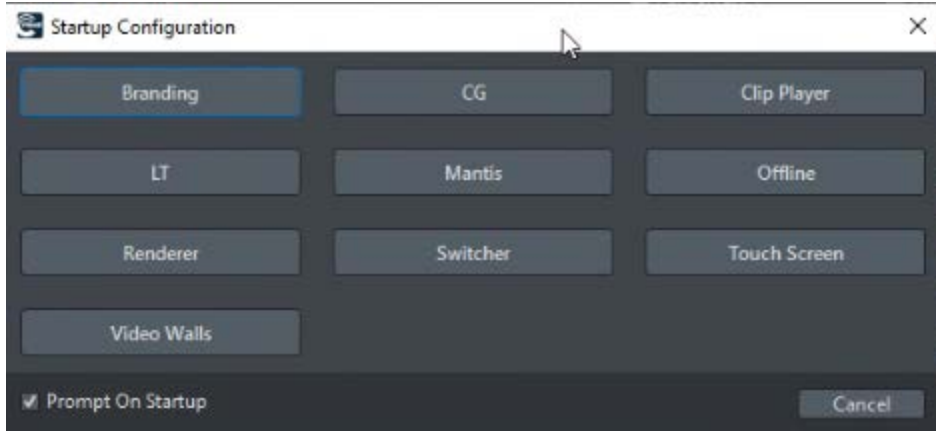 Startup Configuration
Branding CG Clip Player
LT Mantis Offline
Renderer Switcher Touch Screen
Video Walls
Prompt On Startup Cancel